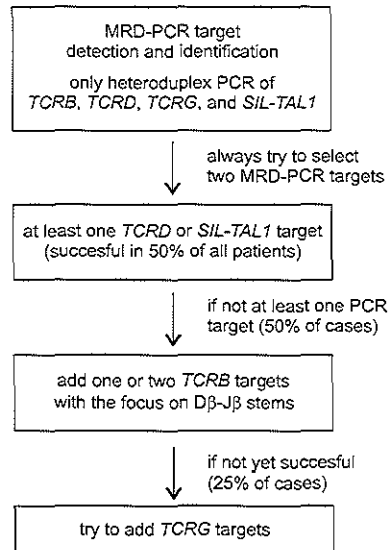 MRD-PCR target
detection and identification
only heteroduplex PCR of
TCRB, TCRD, TCRG, and SIL-TAL1
always try to select
two MRD-PCR targets
at least one TCRD or SIL-TAL1 target
(succesful in 50% of all patients)
if not at least one PCR
target (50% of cases)
add one or two TCRB targets
with the focus on Dβ-Jβ stems
if not yet succesful
(25% of cases)
try to add TCRG targets